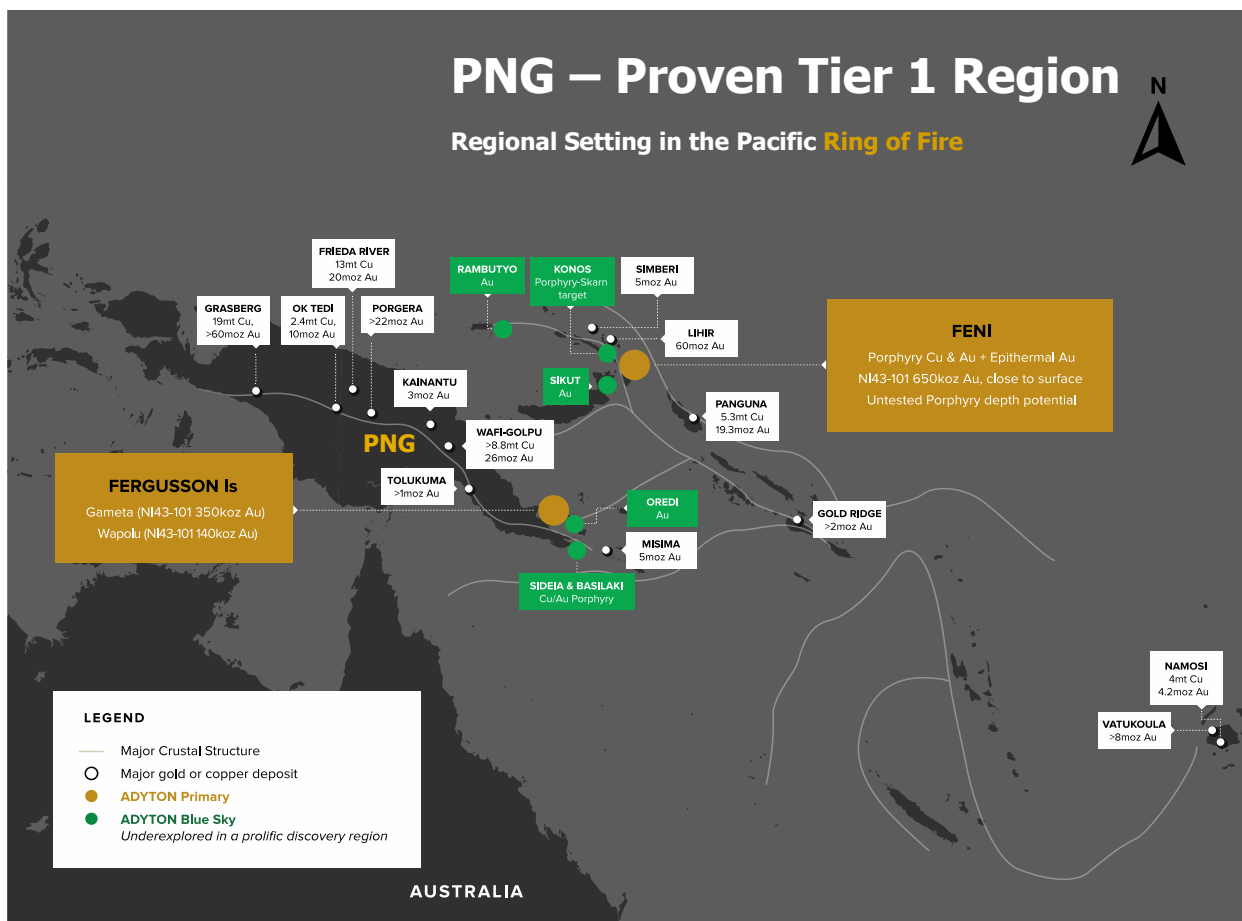 PNG – Proven Tier 1 Region
N
Regional Setting in the Pacific Ring of Fire
FRIEDA RIVER
13mt Cu
20moz Au
GRASBERG
19mt Cu,
>60moz Au
OK TEDI
2.4mt Cu,
10moz Au
PORGERA
>22moz Au
RAMBUTYO
Au
KONOS
Porphyry-Skarn
target
SIMBERI
5moz Au
LIHIR
60moz Au
FENI
Porphyry Cu & Au + Epithermal Au
NI43-101 650koz Au, close to surface
Untested Porphyry depth potential
KAINANTU
3moz Au
SIKUT
Au
PANGUNA
5.3mt Cu
19.3moz Au
PNG
WAFI-GOLPU
>8.8mt Cu
26moz Au
FERGUSSON Is
Gameta (NI43-101 350koz Au)
Wapolu (NI43-101 140koz Au)
TOLUKUMA
>1moz Au
OREDI
Au
GOLD RIDGE
>2moz Au
MISIMA
5moz Au
SIDEIA & BASILAKI
Cu/Au Porphyry
NAMOSI
4mt Cu
4.2moz Au
VATUKOULA
>8moz Au
LEGEND
Major Crustal Structure
Major gold or copper deposit
ADYTON Primary
ADYTON Blue Sky
Underexplored in a prolific discovery region
AUSTRALIA